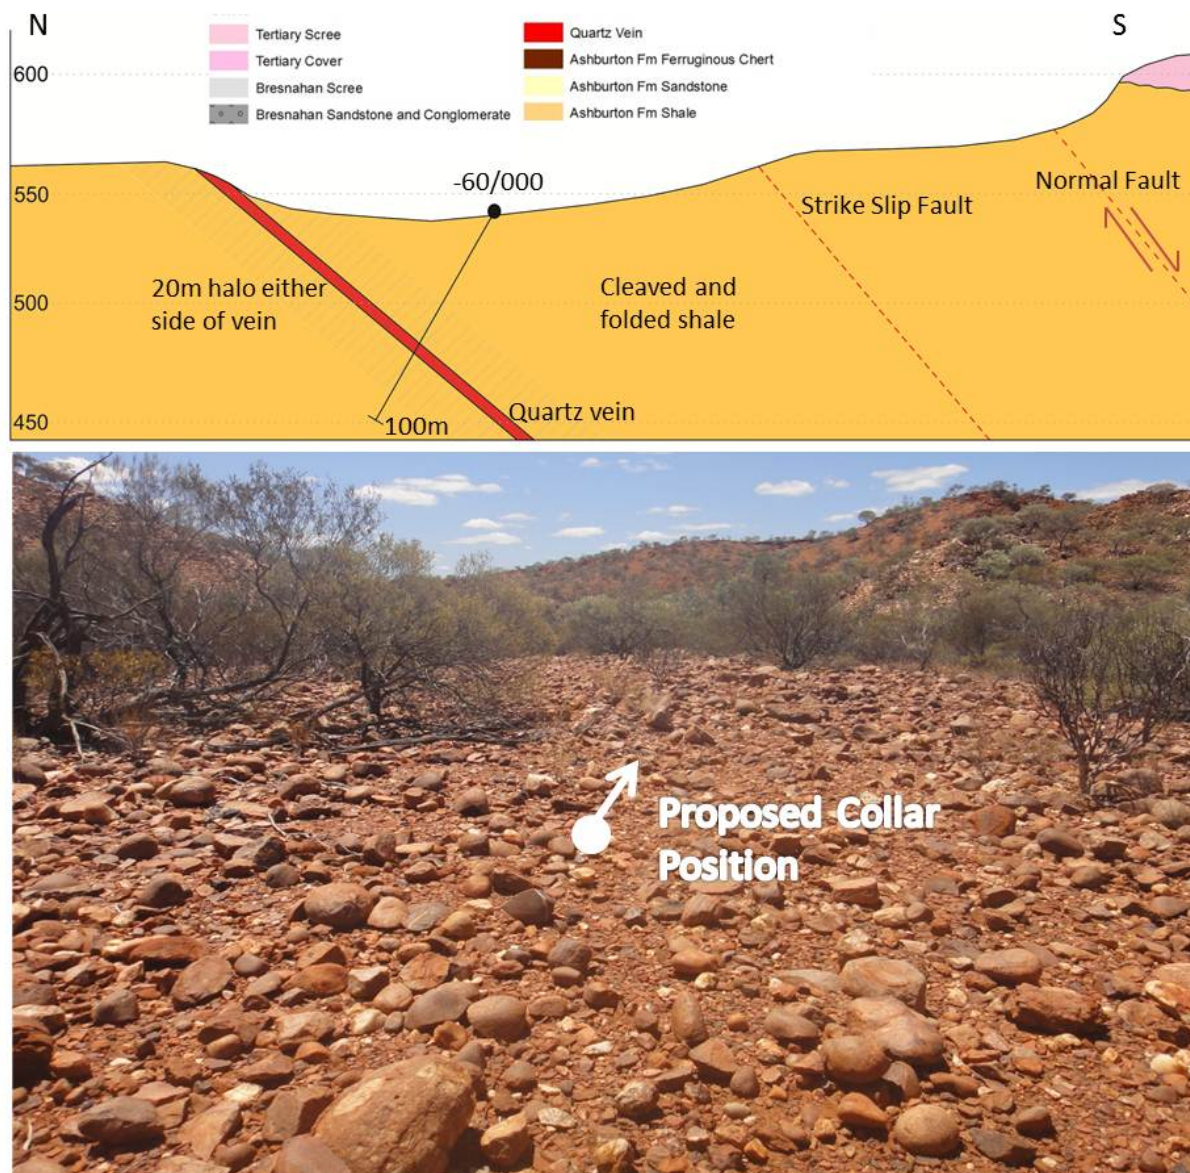 N
S
Tertiary Scree
Tertiary Cover
Bresnahan Scree
Bresnahan Sandstone and Conglomerate
Quartz Vein
Ashburton Fm Ferruginous Chert
Ashburton Fm Sandstone
Ashburton Fm Shale
600
550
500
450
-60/000
Normal Fault
Strike Slip Fault
20m halo either
side of vein
Cleaved and
folded shale
100m
Quartz vein
Proposed Collar
Position